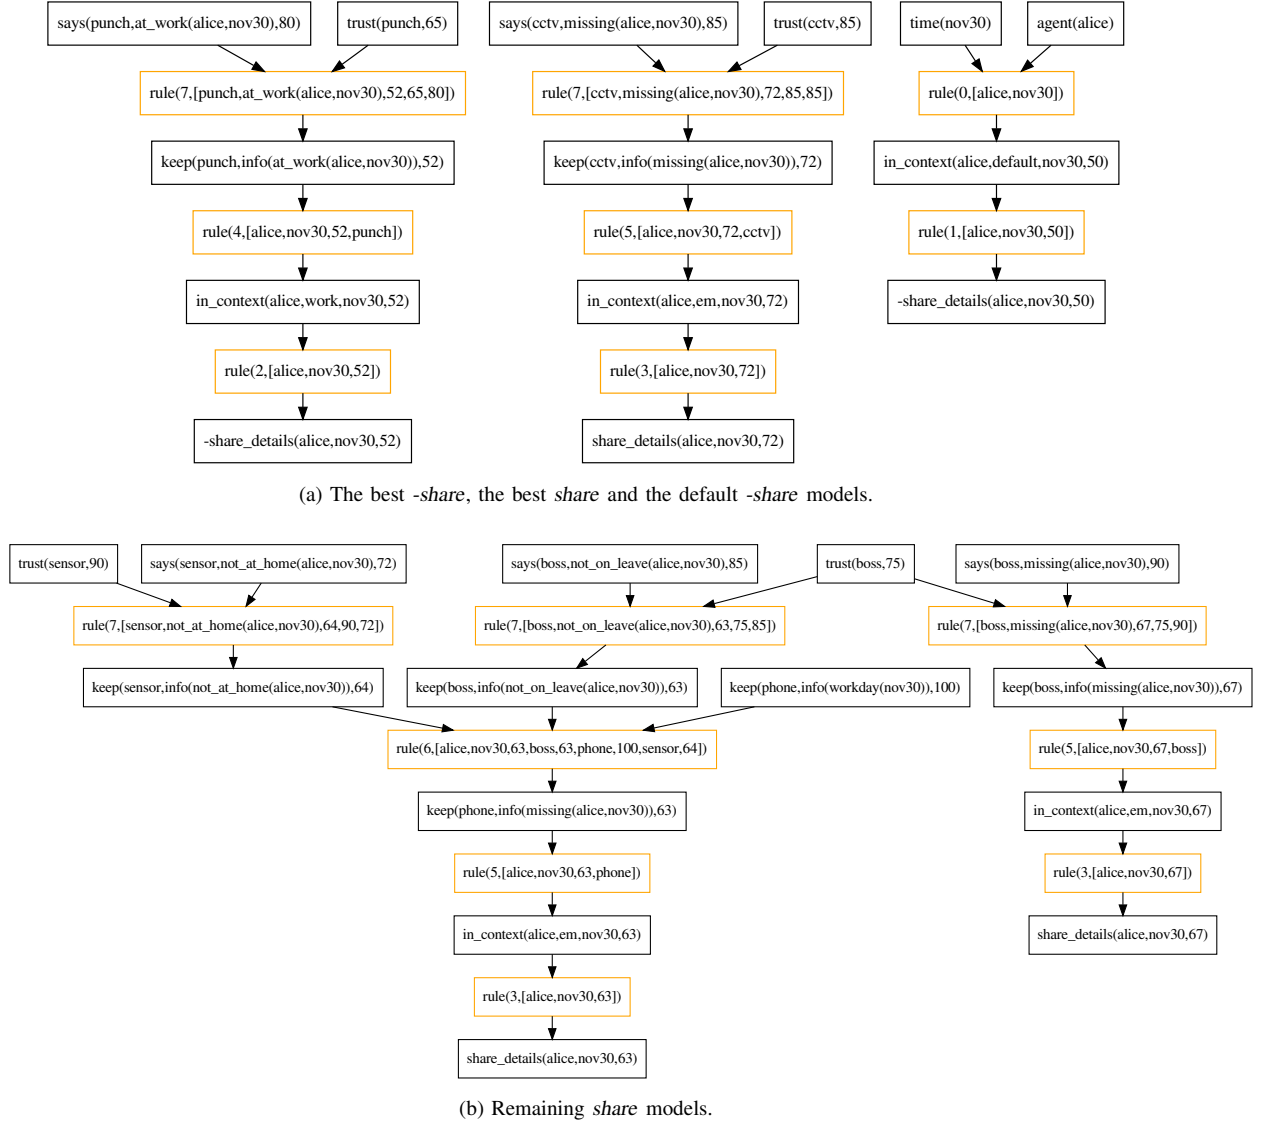 says(punch,at_work(alice,nov30),80)
trust(punch,65)
says(cctv,missing(alice,nov30),85)
trust(cctv,85)
time(nov30)
agent(alice)
rule(7,[punch,at_work(alice,nov30),52,65,80])
rule(7,[cctv,missing(alice,nov30),72,85,85])
rule(0,[alice,nov30])
keep(punch,info(at_work(alice,nov30)),52)
keep(cctv,info(missing(alice,nov30)),72)
in_context(alice,default,nov30,50)
rule(4,[alice,nov30,52,punch])
rule(5,[alice,nov30,72,cctv])
rule(1,[alice,nov30,50])
in_context(alice,work,nov30,52)
in_context(alice,em,nov30,72)
-share_details(alice,nov30,50)
rule(2,[alice,nov30,52])
rule(3,[alice,nov30,72])
-share_details(alice,nov30,52)
share_details(alice,nov30,72)
(a) The best -share, the best share and the default -share models.
trust(sensor,90)
says(sensor,not_at_home(alice,nov30),72)
says(boss,not_on_leave(alice,nov30),85)
trust(boss,75)
says(boss,missing(alice,nov30),90)
rule(7,[sensor,not_at_home(alice,nov30),64,90,72])
rule(7,[boss,not_on_leave(alice,nov30),63,75,85])
rule(7,[boss,missing(alice,nov30),67,75,90])
keep(sensor,info(not_at_home(alice,nov30)),64)
keep(boss,info(not_on_leave(alice,nov30)),63)
keep(phone,info(workday(nov30)),100)
keep(boss,info(missing(alice,nov30)),67)
rule(6,[alice,nov30,63,boss,63,phone,100,sensor,64])
rule(5,[alice,nov30,67,boss])
keep(phone,info(missing(alice,nov30)),63)
in_context(alice,em,nov30,67)
rule(5,[alice,nov30,63,phone])
rule(3,[alice,nov30,67])
in_context(alice,em,nov30,63)
share_details(alice,nov30,67)
rule(3,[alice,nov30,63])
share_details(alice,nov30,63)
(b) Remaining share models.